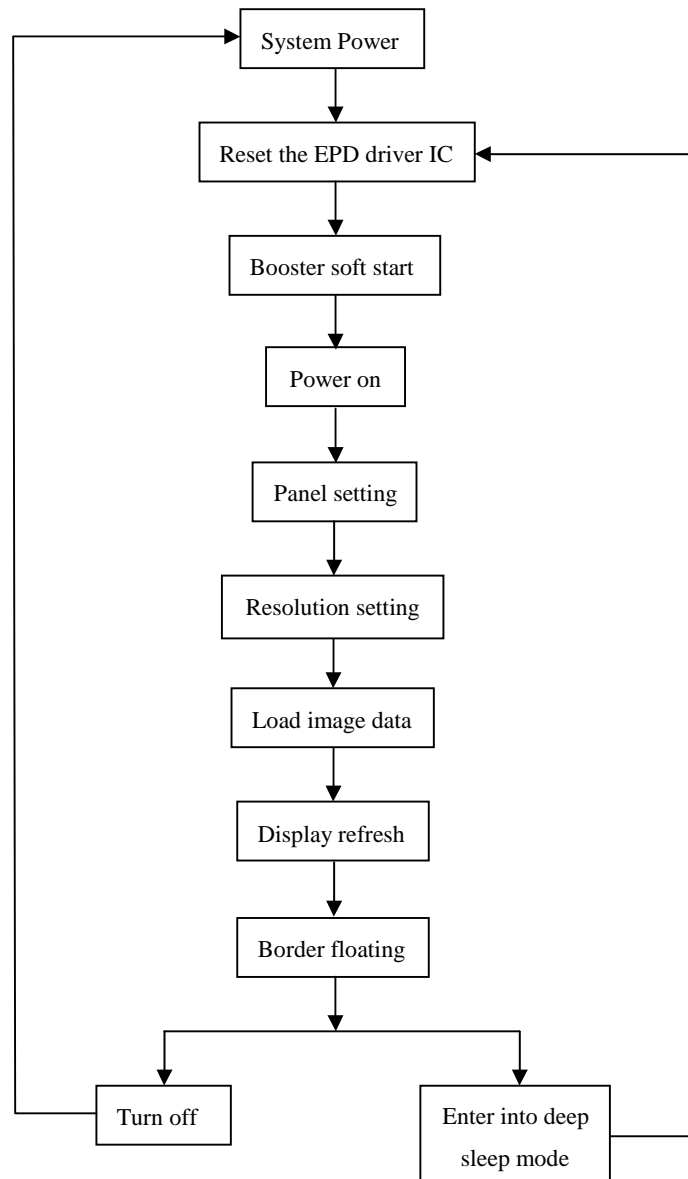 System Power
Reset the EPD driver IC
Booster soft start
Power on
Panel setting
Resolution setting
Load image data
Display refresh
Border floating
Turn off
Enter into deep
sleep mode